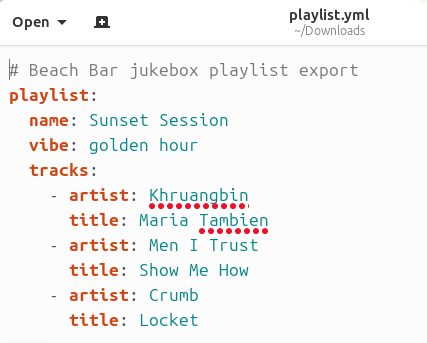 Open
playlist.yml
~/Downloads
# Beach Bar jukebox playlist export
playlist:
  name: Sunset Session
  vibe: golden hour
  tracks:
    - artist: Khruangbin
      title: Maria Tambien
    - artist: Men I Trust
      title: Show Me How
    - artist: Crumb
      title: Locket